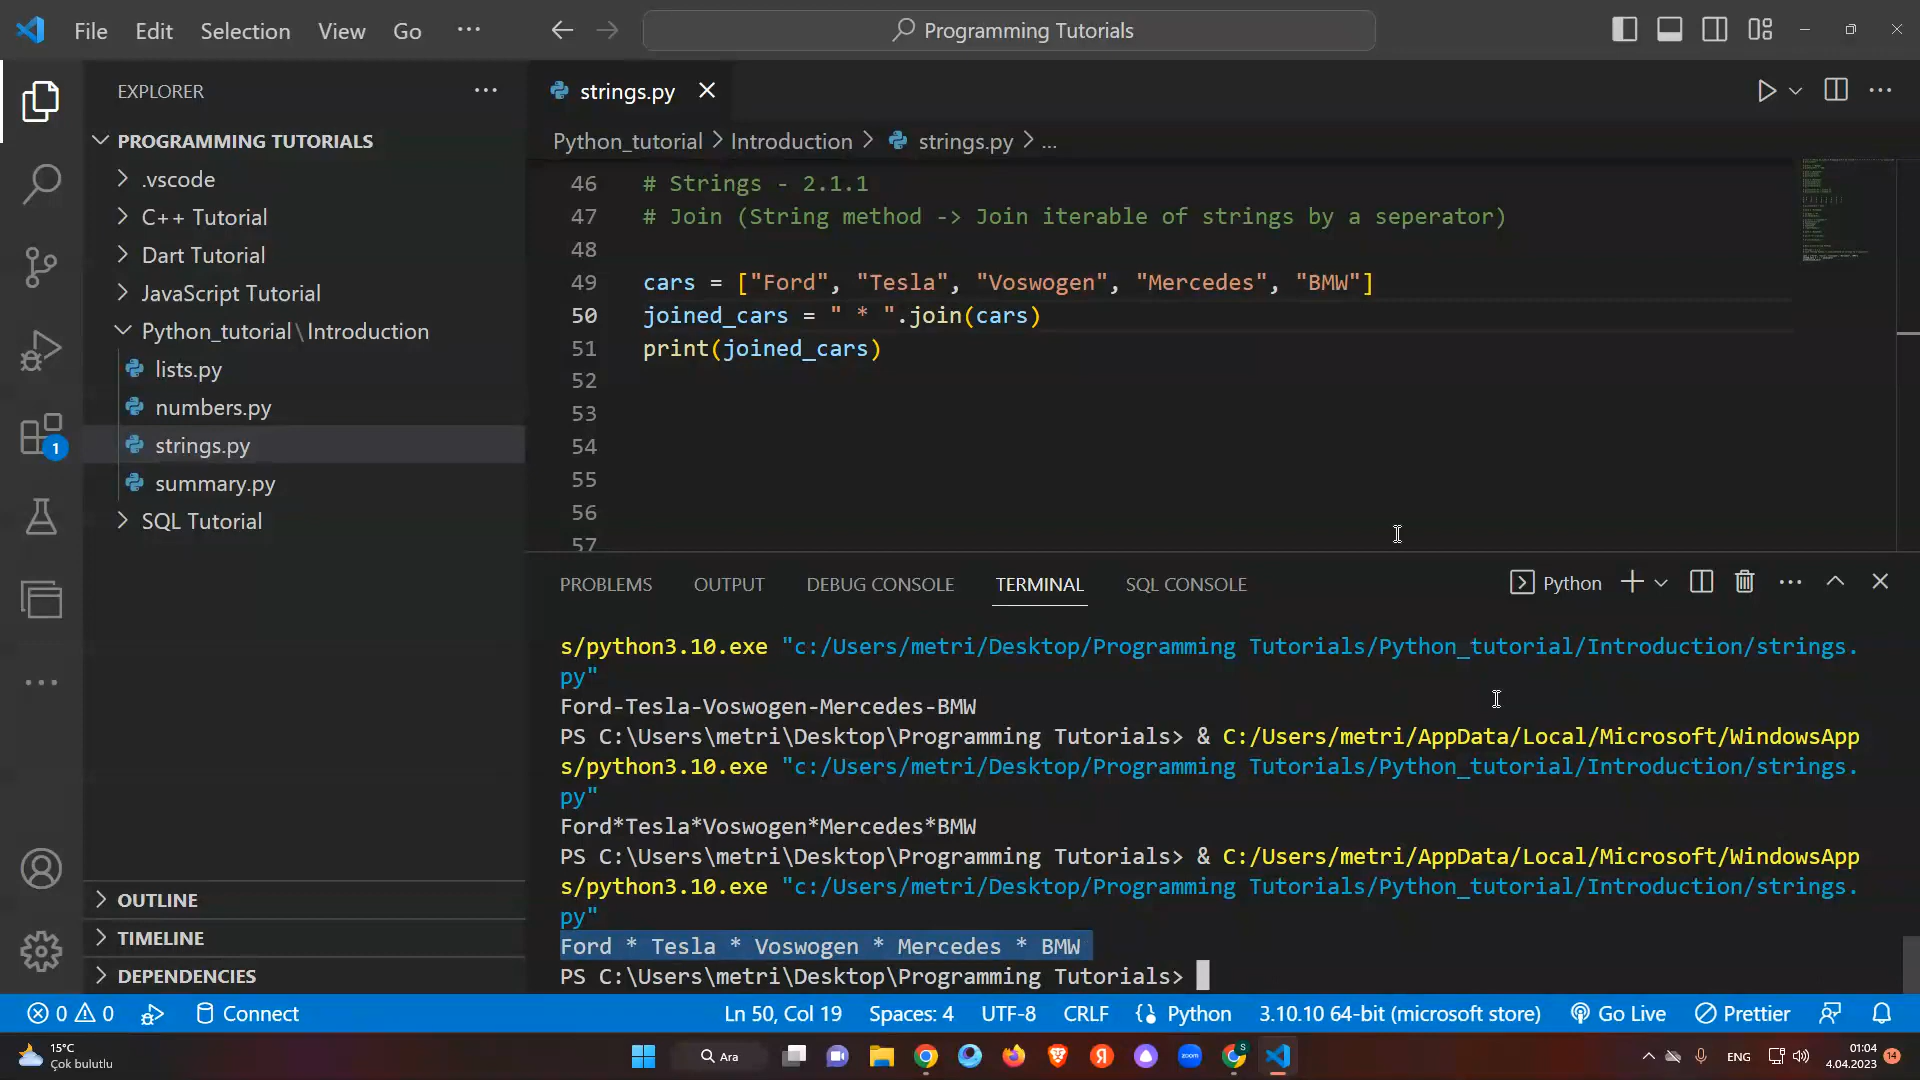 File Edit Selection View Go ···
Programming Tutorials
EXPLORER ···
PROGRAMMING TUTORIALS
.vscode
C++ Tutorial
Dart Tutorial
JavaScript Tutorial
Python_tutorial\Introduction
lists.py
numbers.py
strings.py
summary.py
SQL Tutorial
1
OUTLINE
TIMELINE
DEPENDENCIES
strings.py
Python_tutorial > Introduction > strings.py > ...
46 # Strings - 2.1.1
47 # Join (String method -> Join iterable of strings by a seperator)
48
49 cars = ["Ford", "Tesla", "Voswogen", "Mercedes", "BMW"]
50 joined_cars = " * ".join(cars)
51 print(joined_cars)
52
53
54
55
56
57
PROBLEMS OUTPUT DEBUG CONSOLE TERMINAL SQL CONSOLE Python
s/python3.10.exe "c:/Users/metri/Desktop/Programming Tutorials/Python_tutorial/Introduction/strings.
py"
Ford-Tesla-Voswogen-Mercedes-BMW
PS C:\Users\metri\Desktop\Programming Tutorials> & C:/Users/metri/AppData/Local/Microsoft/WindowsApp
s/python3.10.exe "c:/Users/metri/Desktop/Programming Tutorials/Python_tutorial/Introduction/strings.
py"
Ford*Tesla*Voswogen*Mercedes*BMW
PS C:\Users\metri\Desktop\Programming Tutorials> & C:/Users/metri/AppData/Local/Microsoft/WindowsApp
s/python3.10.exe "c:/Users/metri/Desktop/Programming Tutorials/Python_tutorial/Introduction/strings.
py"
Ford * Tesla * Voswogen * Mercedes * BMW
PS C:\Users\metri\Desktop\Programming Tutorials>
0 0 Connect Ln 50, Col 19 Spaces: 4 UTF-8 CRLF Python 3.10.10 64-bit (microsoft store) Go Live Prettier
15°C
Çok bulutlu
Ara
zoom
ENG
01:04
4.04.2023
14